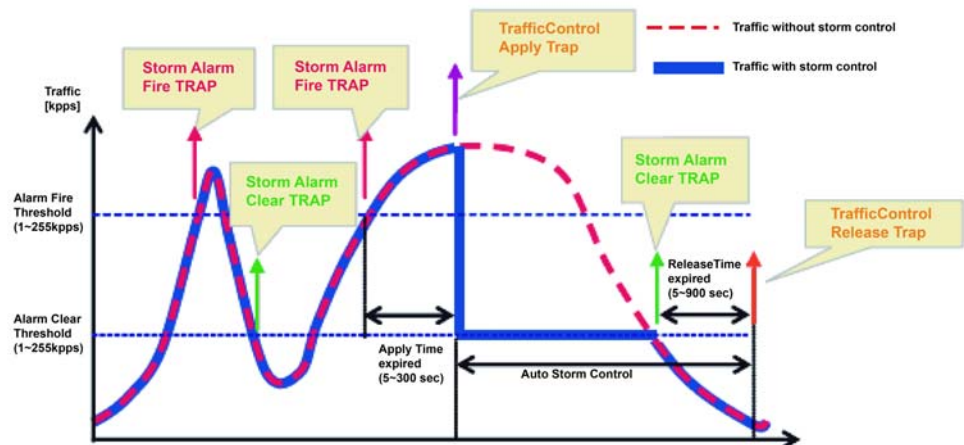 TrafficControl
Apply Trap
Traffic without storm control
Traffic with storm control
Storm Alarm
Fire TRAP
Storm Alarm
Fire TRAP
Traffic
[kpps]
Storm Alarm
Clear TRAP
Storm Alarm
Clear TRAP
Alarm Fire
Threshold
(1~255kpps)
TrafficControl
Release Trap
ReleaseTime
expired
(5~900 sec)
Alarm Clear
Threshold
(1~255kpps)
Apply Time
expired
(5~300 sec)
Auto Storm Control